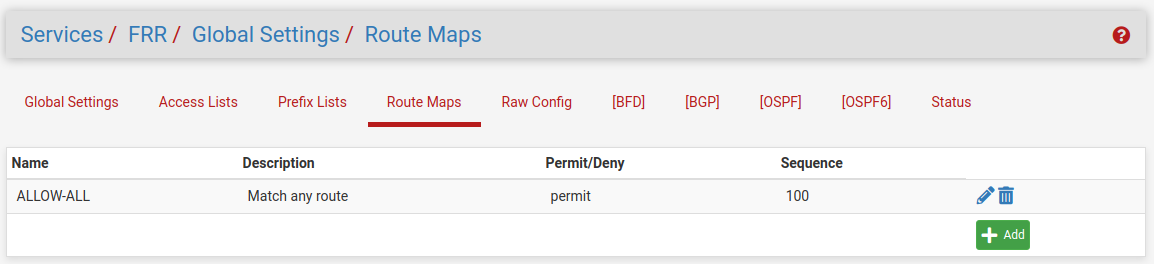 Services / FRR / Global Settings / Route Maps
Global Settings Access Lists Prefix Lists Route Maps Raw Config [BFD] [BGP] [OSPF] [OSPF6] Status
Name Description Permit/Deny Sequence
ALLOW-ALL Match any route permit 100
Add